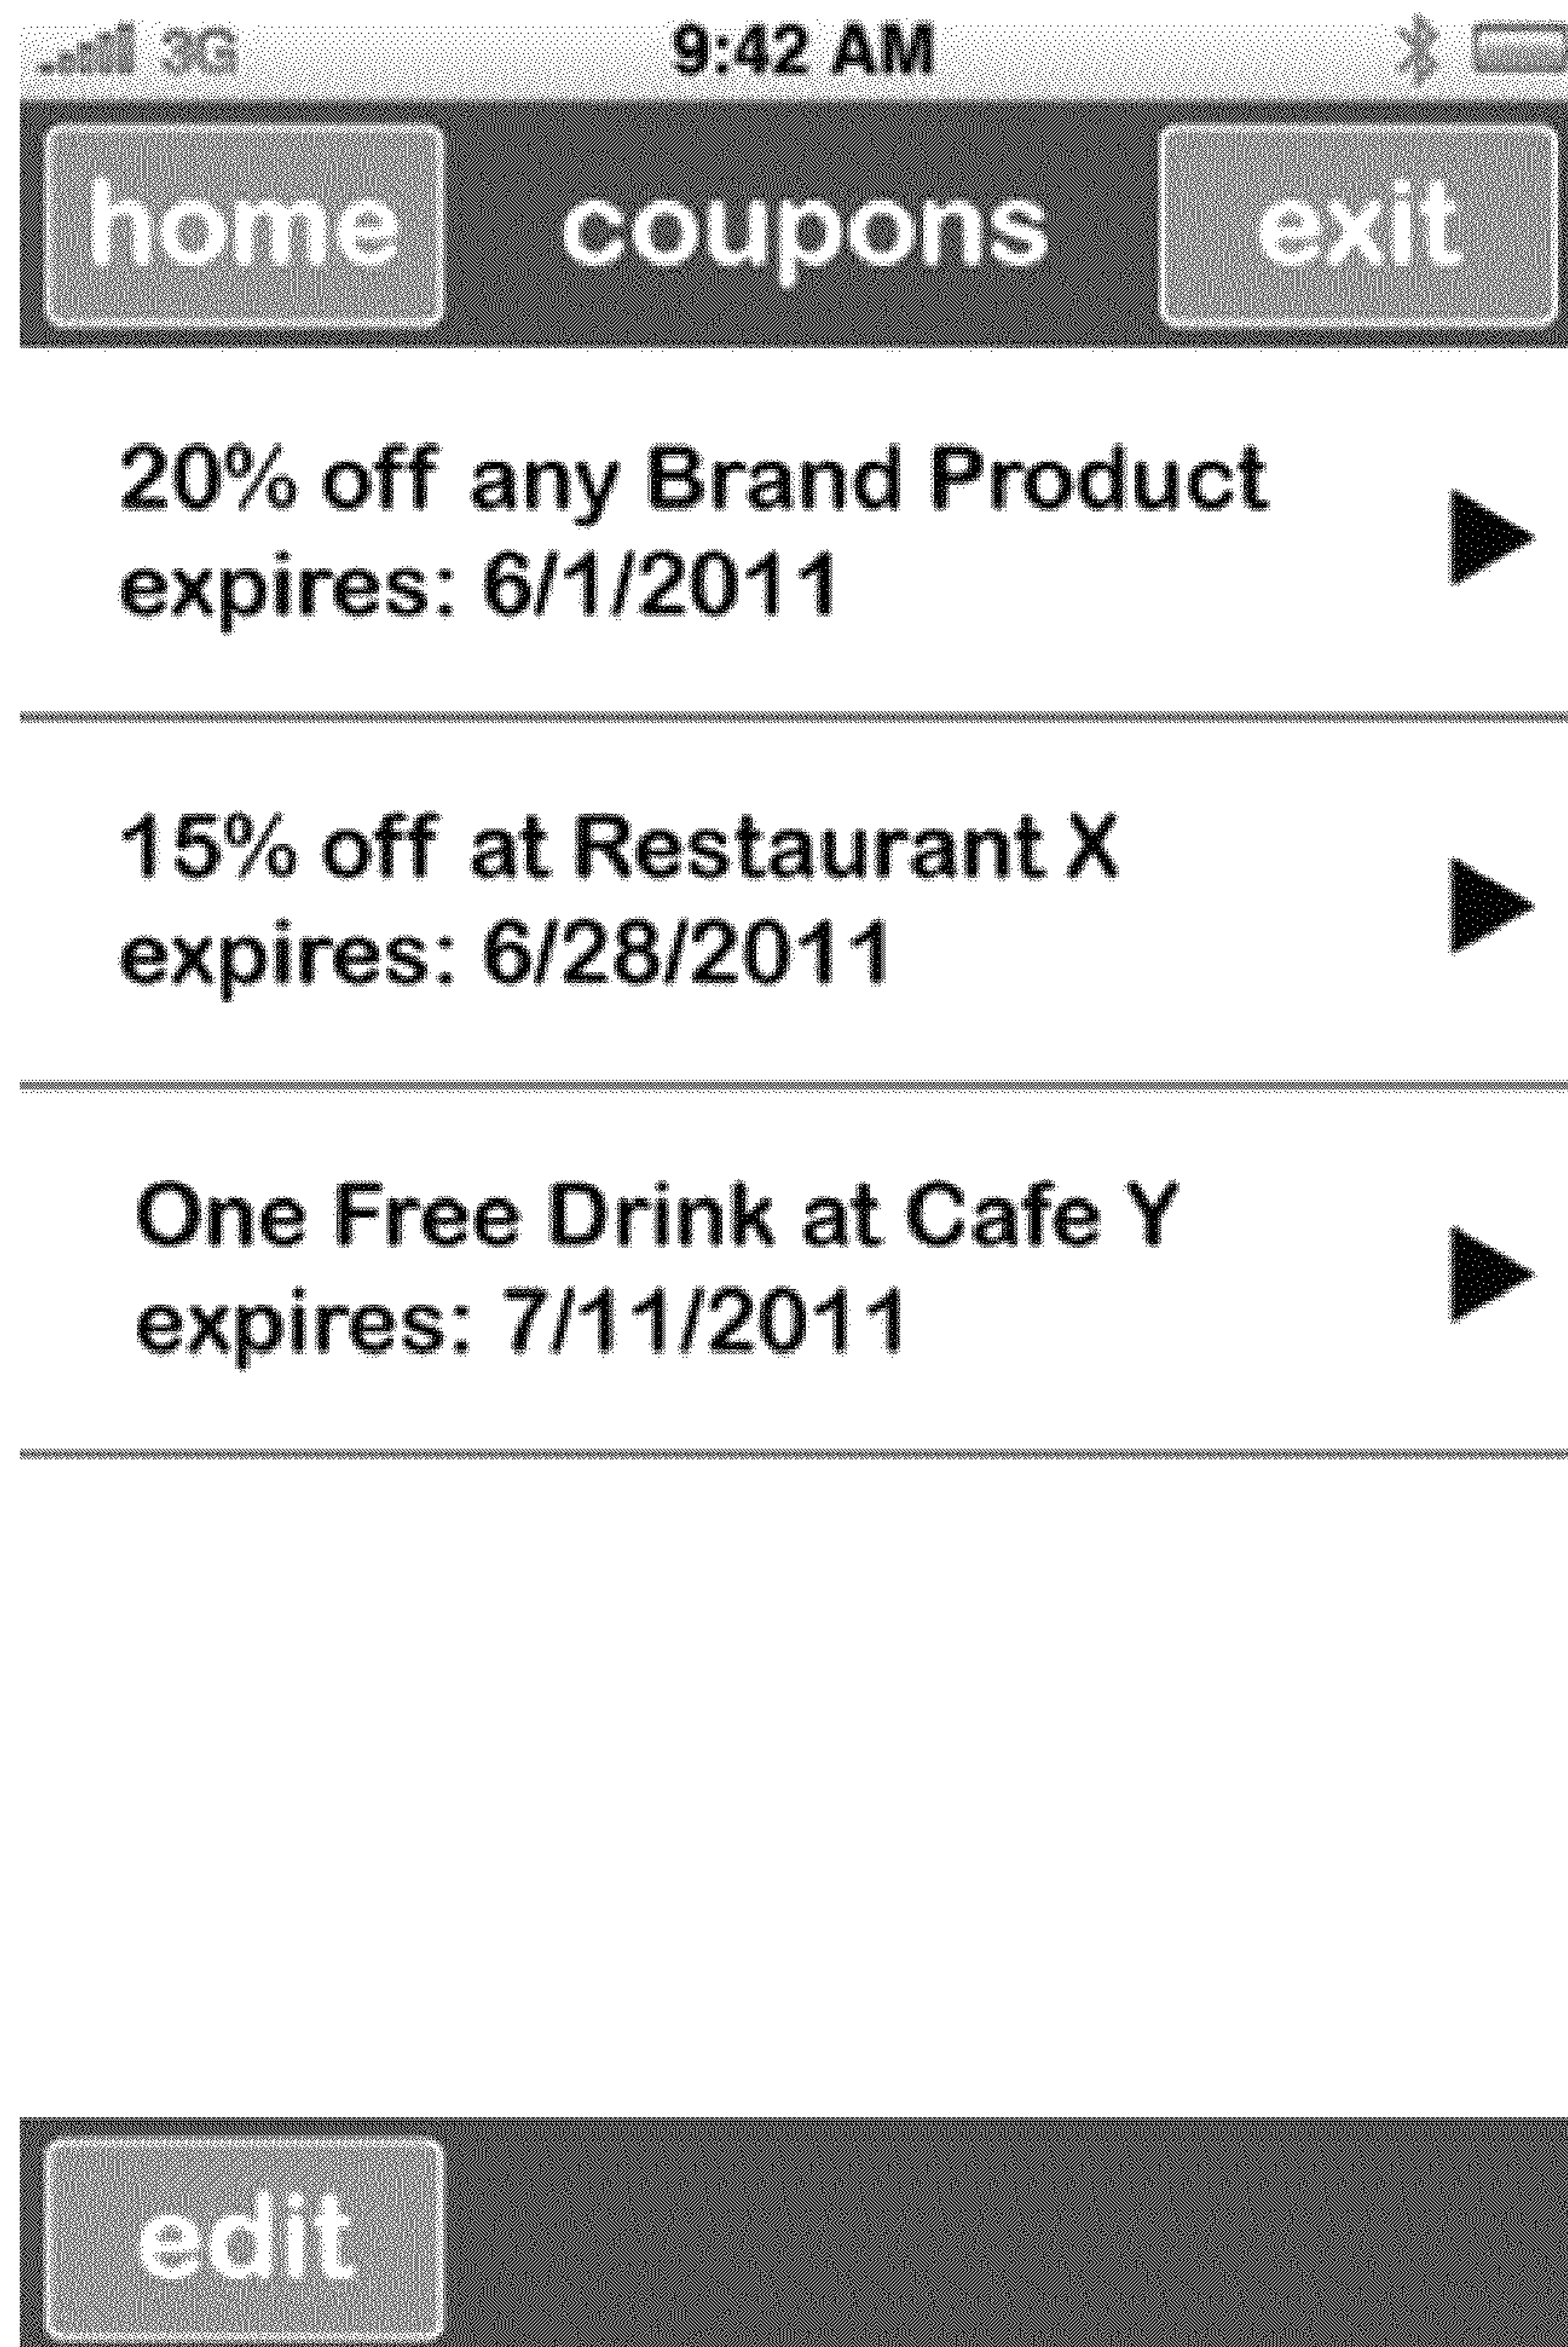 3G 9:42 AM
home coupons exit
20% off any Brand Product
expires: 6/1/2011
15% off at Restaurant X
expires: 6/28/2011
One Free Drink at Cafe Y
expires: 7/11/2011
edit